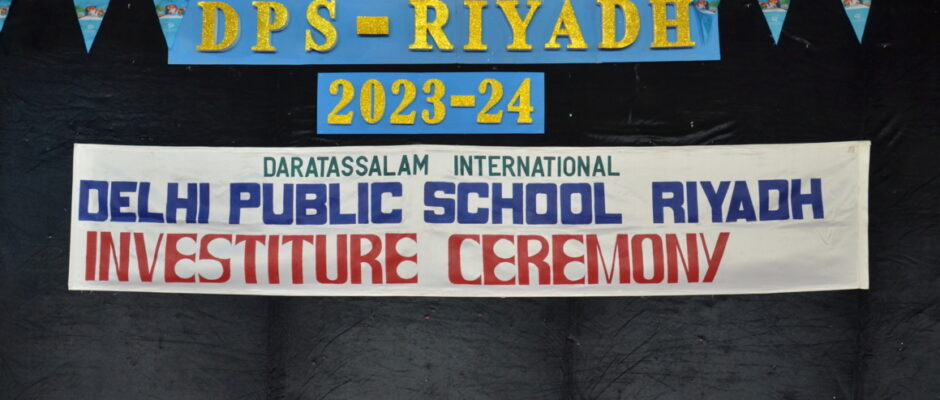 DPS-RIYADH
2023-24
DARATASSALAM INTERNATIONAL
DELHI PUBLIC SCHOOL RIYADH
INVESTITURE CEREMONY